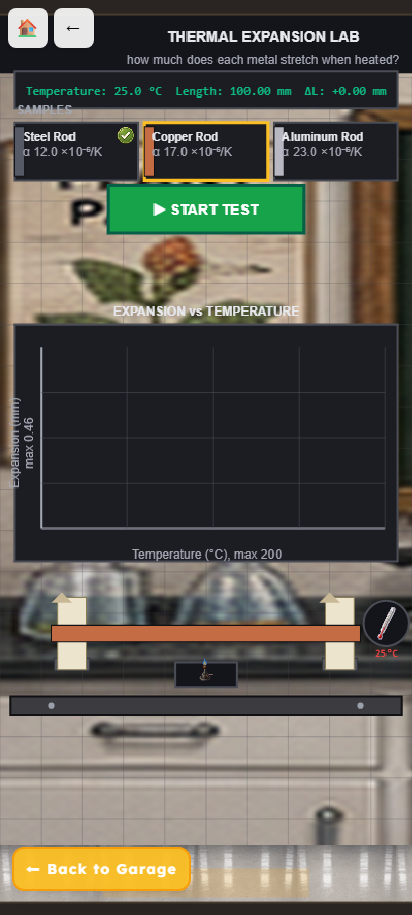 THERMAL EXPANSION LAB
how much does each metal stretch when heated?
Temperature: 25.0 °C Length: 100.00 mm ΔL: +0.00 mm
SAMPLES
Steel Rod
α 12.0 ×10⁻⁶/K
Copper Rod
α 17.0 ×10⁻⁶/K
Aluminum Rod
α 23.0 ×10⁻⁶/K
▶ START TEST
EXPANSION vs TEMPERATURE
Expansion (mm)
max 0.46
Temperature (°C), max 200
25°C
← Back to Garage